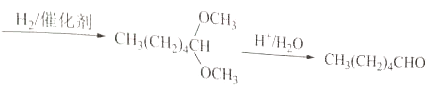 H₂/催化剂
OCH₃
CH₃(CH₂)₄CH
OCH₃
H⁺/H₂O
CH₃(CH₂)₄CHO